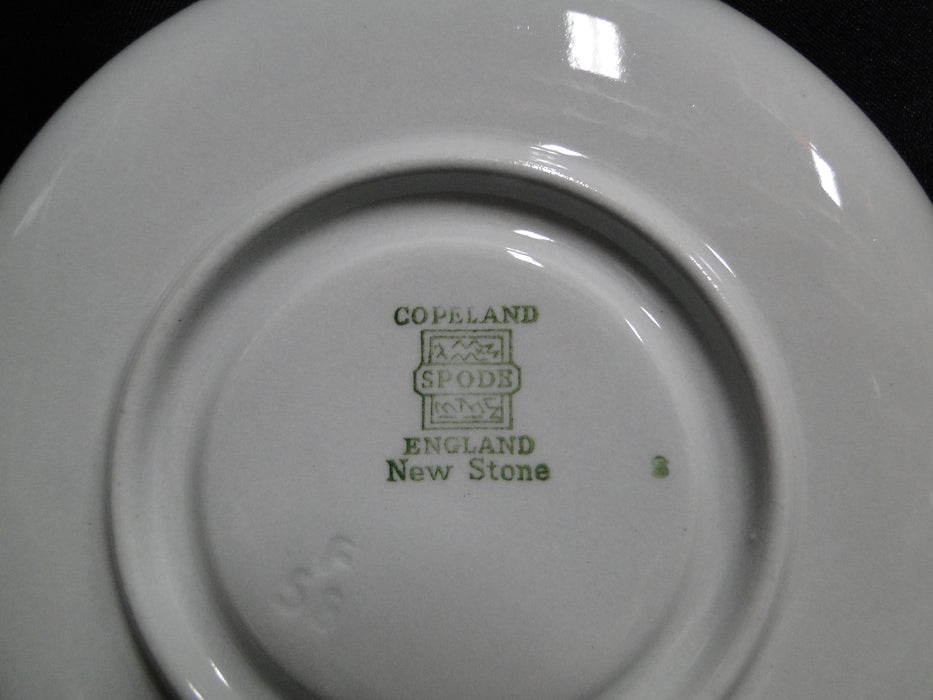 COPELAND
SPODE
ENGLAND
New Stone
F